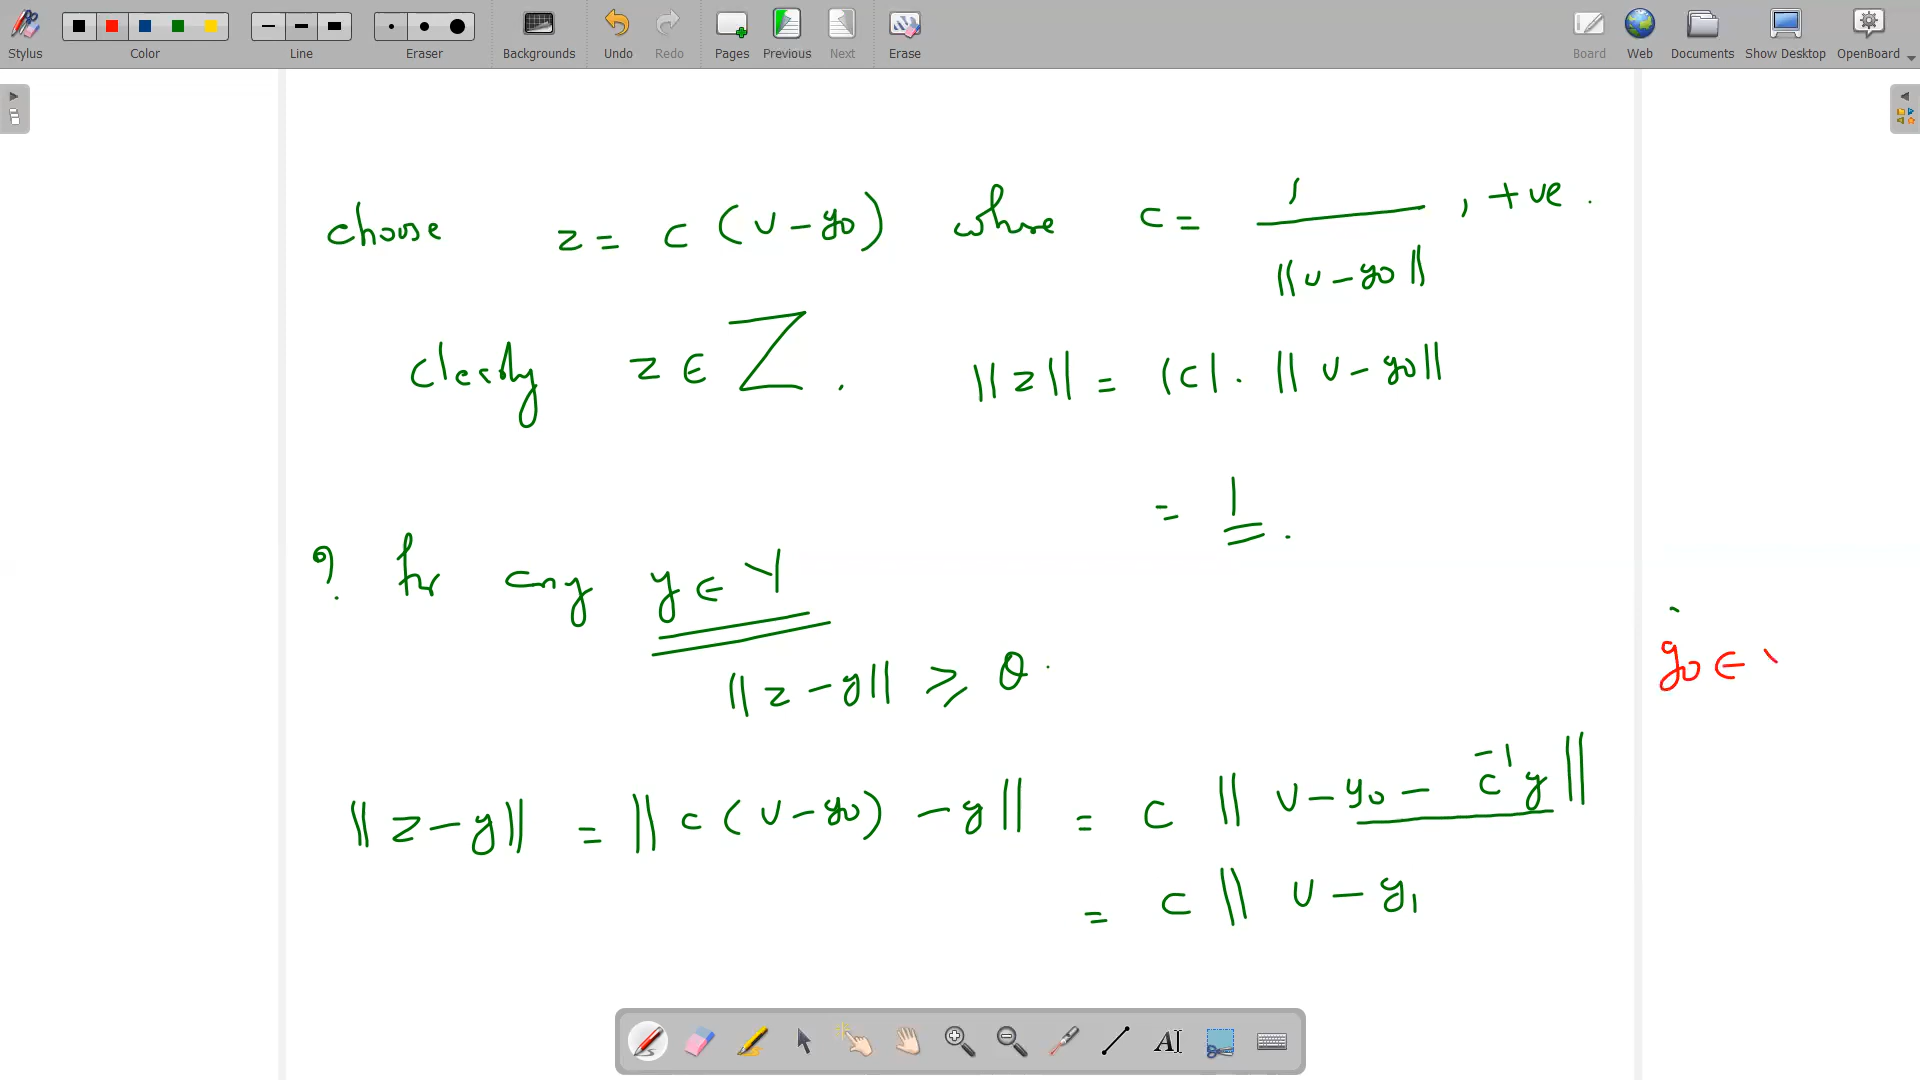 Stylus Color Line Eraser Backgrounds Undo Redo Pages Previous Next Erase Board Web Documents Show Desktop OpenBoard
choose z = c (v - y0) where c = 1 / ||v - y0|| , +ve .
clearly z ∈ Z . ||z|| = |c| . ||v - y0||
= 1 .
? for any y ∈ Y
||z - y|| ⩾ θ .
y0 ∈
||z - y|| = ||c (v - y0) - y|| = c || v - y0 - c⁻¹y ||
= c || v - y1